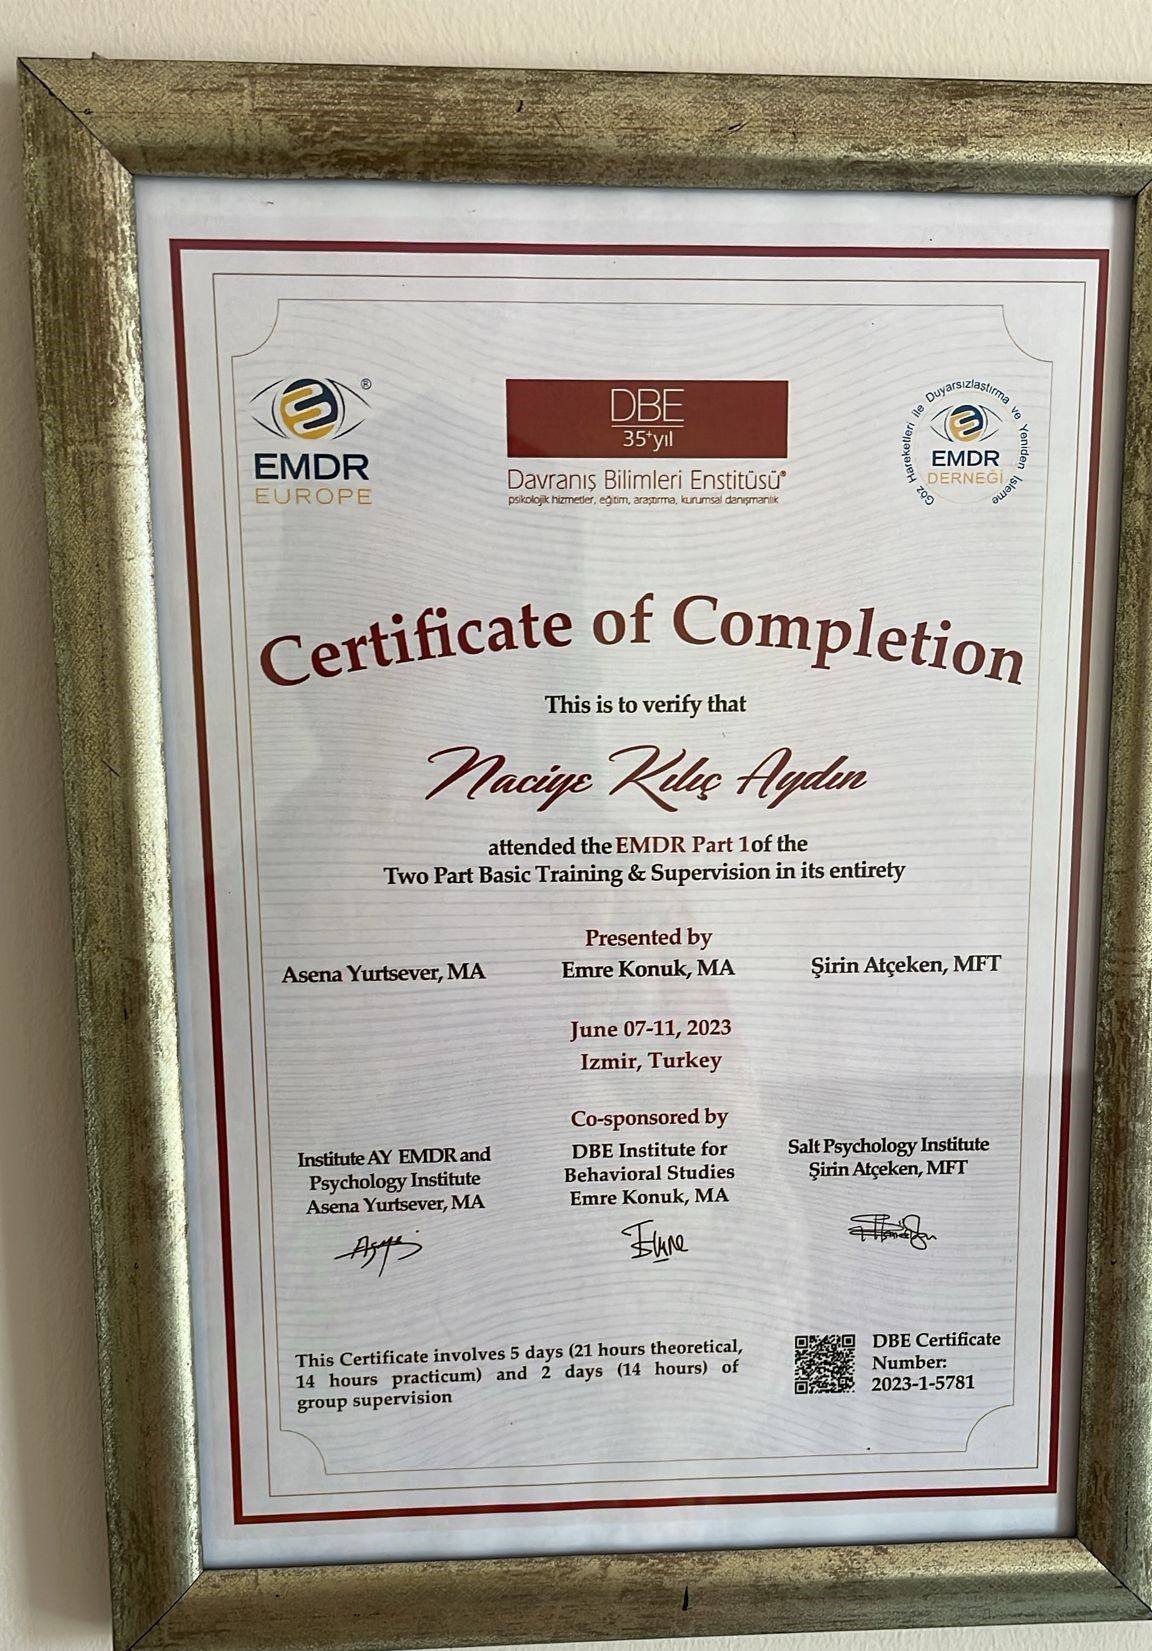 EMDR
EUROPE
®
DBE
35+yıl
Davranış Bilimleri Enstitüsü®
psikolojik hizmetler, eğitim, araştırma, kurumsal danışmanlık
Göz Hareketleri ile Duyarsızlaştırma ve Yeniden İşleme
EMDR
DERNEĞİ
Certificate of Completion
This is to verify that
Naciye Kılıç Aydın
attended the EMDR Part 1of the
Two Part Basic Training & Supervision in its entirety
Presented by
Asena Yurtsever, MA
Emre Konuk, MA
Şirin Atçeken, MFT
June 07-11, 2023
Izmir, Turkey
Co-sponsored by
Institute AY EMDR and
Psychology Institute
Asena Yurtsever, MA
DBE Institute for
Behavioral Studies
Emre Konuk, MA
Salt Psychology Institute
Şirin Atçeken, MFT
This Certificate involves 5 days (21 hours theoretical,
14 hours practicum) and 2 days (14 hours) of
group supervision
DBE Certificate
Number:
2023-1-5781